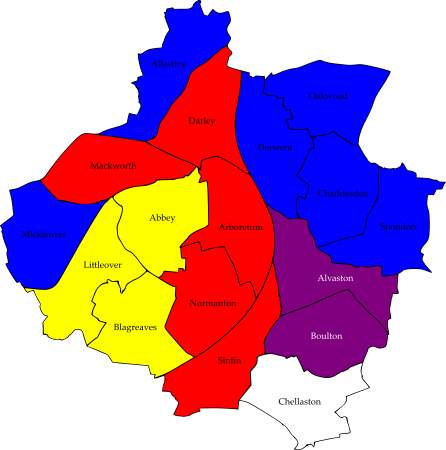 Allestree
Oakwood
Darley
Derwent
Mackworth
Chaddesden
Abbey
Arboretum
Spondon
Mickleover
Littleover
Alvaston
Normanton
Blagreaves
Boulton
Sinfin
Chellaston